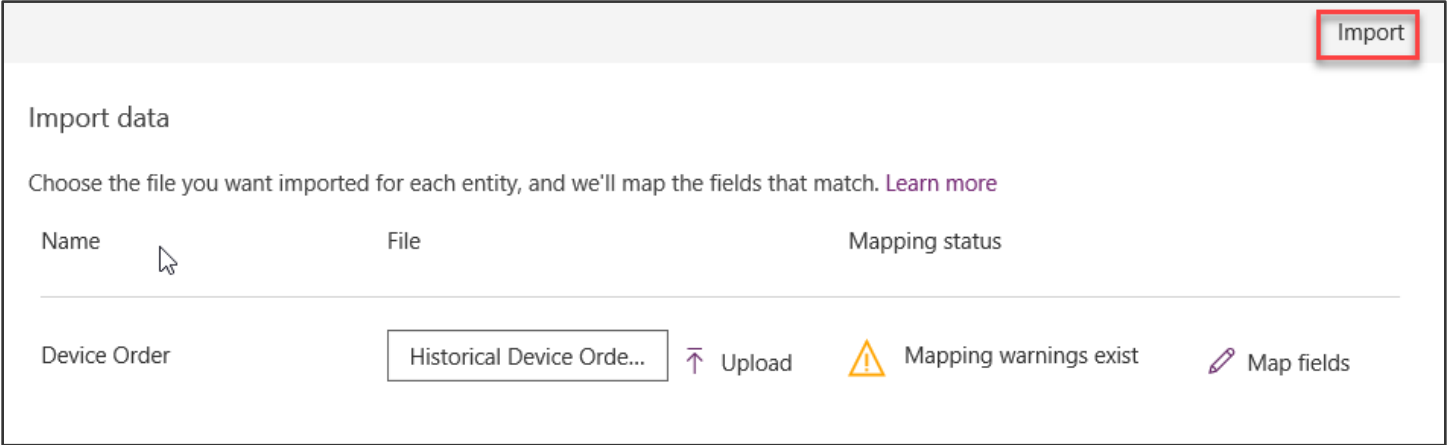 Import
Import data
Choose the file you want imported for each entity, and we'll map the fields that match. Learn more
Name File Mapping status
Device Order Historical Device Orde... Upload Mapping warnings exist Map fields